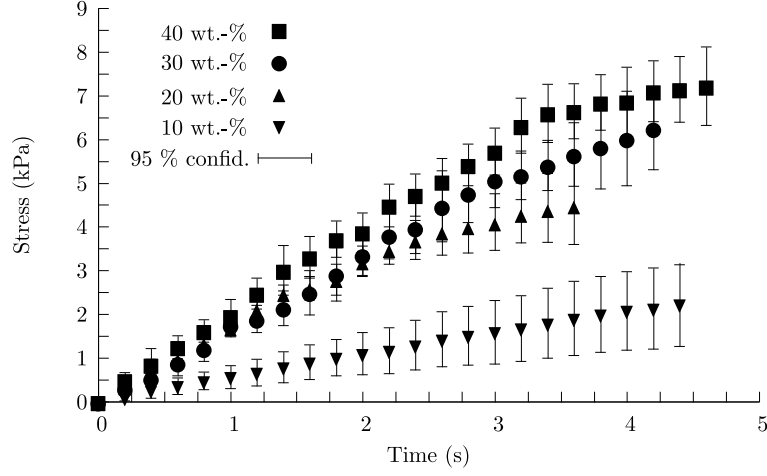 9
8
7
6
5
4
3
2
1
0
Stress (kPa)
40 wt.-%
30 wt.-%
20 wt.-%
10 wt.-%
95 % confid.
0 1 2 3 4 5
Time (s)